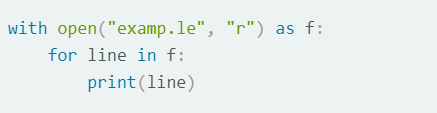 with open("examp.le", "r") as f:
    for line in f:
        print(line)